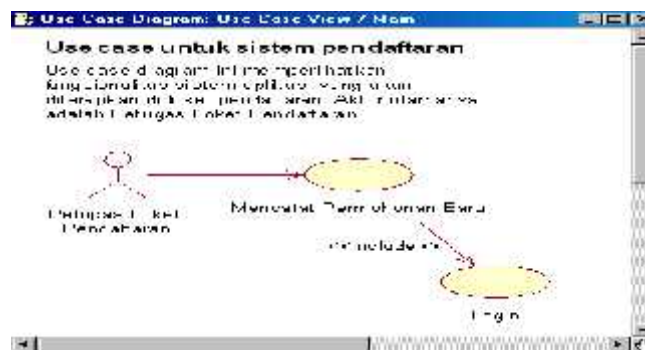 Use Case Diagram: Use Case View / Main
Use case untuk sistem pendaftaran
Use case diagram ini memperlihatkan
fungsionalitas sistem aplikasi yang akan
diterapkan di loket pendaftaran. Aktor utamanya
adalah Petugas Loket Pendaftaran
Petugas Loket
Pendaftaran
Mencatat Permohonan Baru
<<include>>
Login